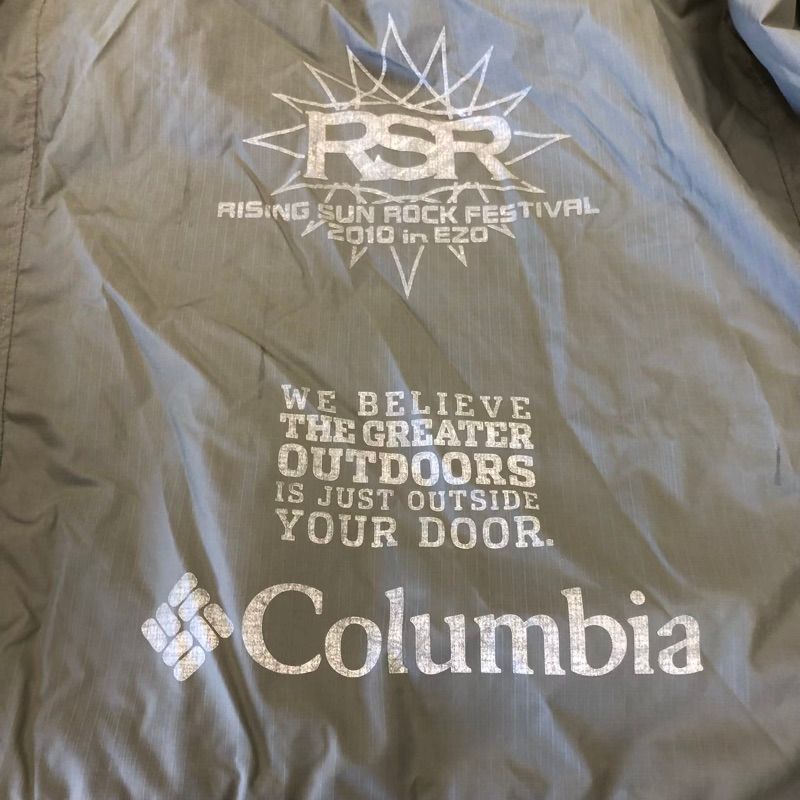 RSR
RISING SUN ROCK FESTIVAL
2010 in EZO
WE BELIEVE
THE GREATER
OUTDOORS
IS JUST OUTSIDE
YOUR DOOR.
Columbia